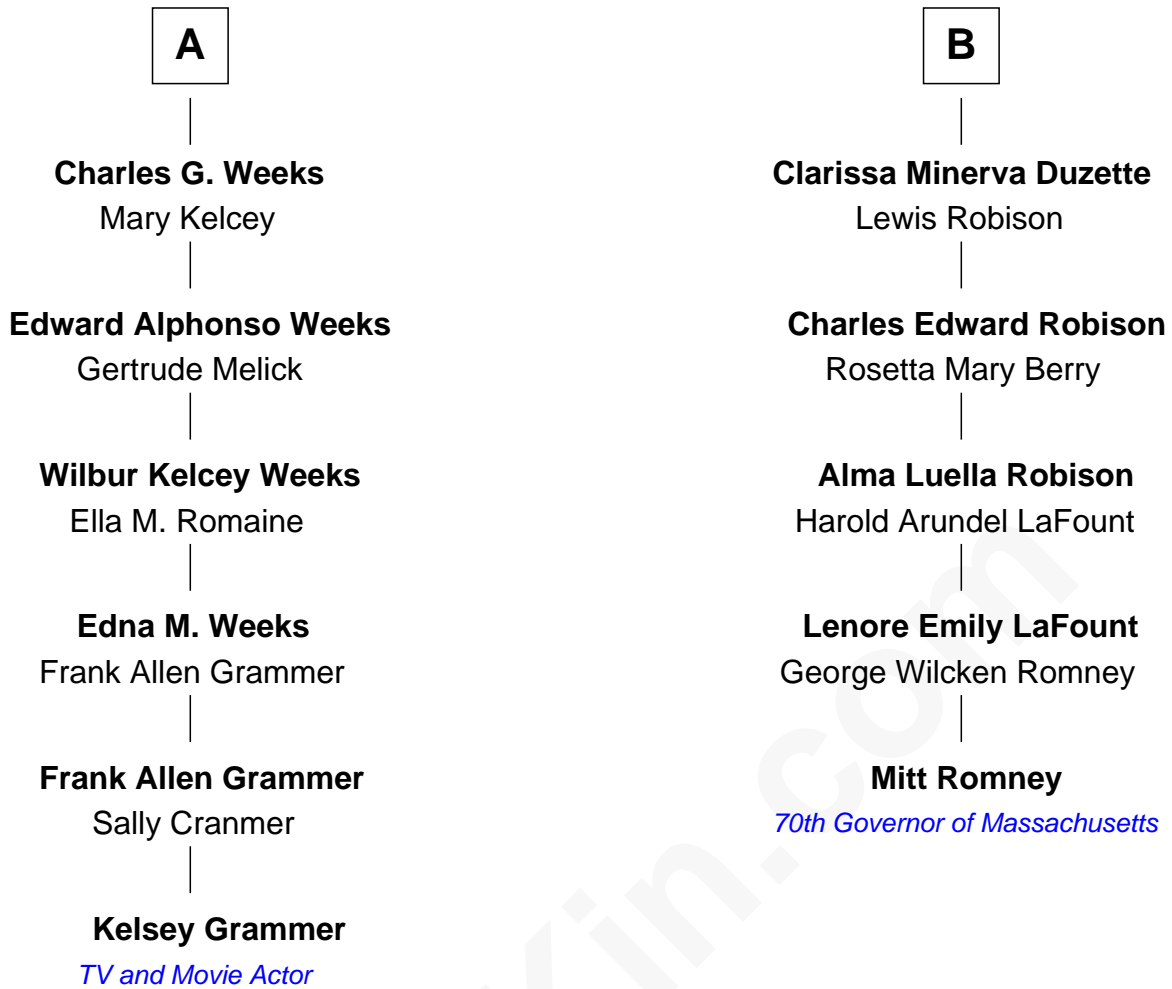 A
Charles G. Weeks
Mary Kelcey
Edward Alphonso Weeks
Gertrude Melick
Wilbur Kelcey Weeks
Ella M. Romaine
Edna M. Weeks
Frank Allen Grammer
Frank Allen Grammer
Sally Cranmer
Kelsey Grammer
TV and Movie Actor
B
Clarissa Minerva Duzette
Lewis Robison
Charles Edward Robison
Rosetta Mary Berry
Alma Luella Robison
Harold Arundel LaFount
Lenore Emily LaFount
George Wilcken Romney
Mitt Romney
70th Governor of Massachusetts